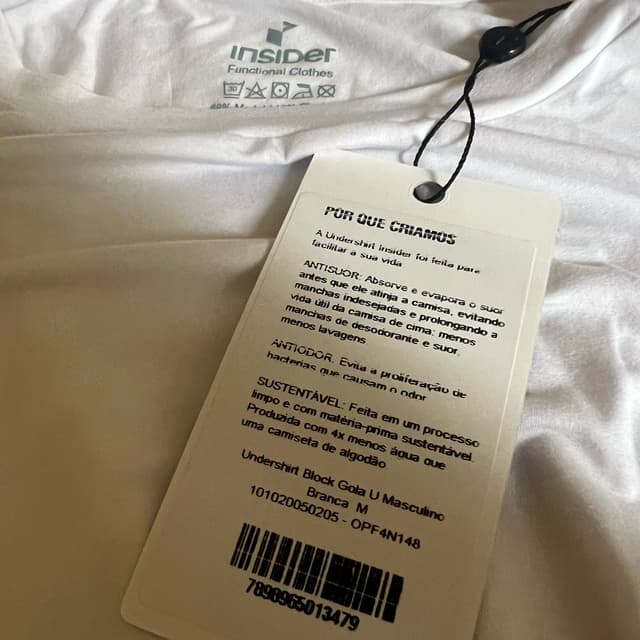 INSIDER
Functional Clothes
30
POR QUE CRIAMOS
A Undershirt Insider foi feita para
facilitar a sua vida
ANTISUOR: Absorve e evapora o suor
antes que ele atinja a camisa, evitando
manchas indesejadas e prolongando a
vida útil da camisa de cima: menos
manchas de desodorante e suor,
menos lavagens
ANTIODOR: Evita a proliferação de
bactérias que causam o odor
SUSTENTÁVEL: Feita em um processo
limpo e com matéria-prima sustentável.
Produzida com 4x menos água que
uma camiseta de algodão
Undershirt Block Gola U Masculino
Branca M
101020050205 - OPF4N148
7898965013479